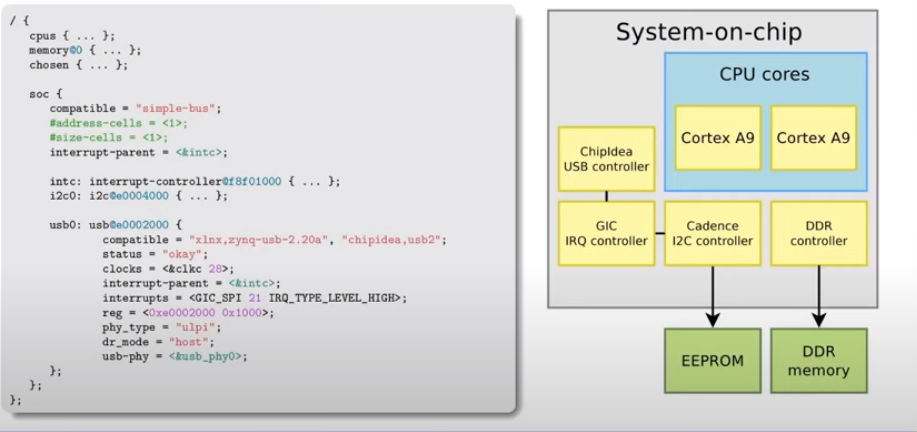 / {
cpus { ... };
memory@0 { ... };
chosen { ... };
soc {
compatible = "simple-bus";
#address-cells = <1>;
#size-cells = <1>;
interrupt-parent = <&intc>;
intc: interrupt-controller@f8f01000 { ... };
i2c0: i2c@e0004000 { ... };
usb0: usb@e0002000 {
compatible = "xlnx,zynq-usb-2.20a", "chipidea,usb2";
status = "okay";
clocks = <&clkc 28>;
interrupt-parent = <&intc>;
interrupts = <GIC_SPI 21 IRQ_TYPE_LEVEL_HIGH>;
reg = <0xe0002000 0x1000>;
phy_type = "ulpi";
dr_mode = "host";
usb-phy = <&usb_phy0>;
};
};
};
System-on-chip
CPU cores
Cortex A9
Cortex A9
ChipIdea
USB controller
GIC
IRQ controller
Cadence
I2C controller
DDR
controller
EEPROM
DDR
memory